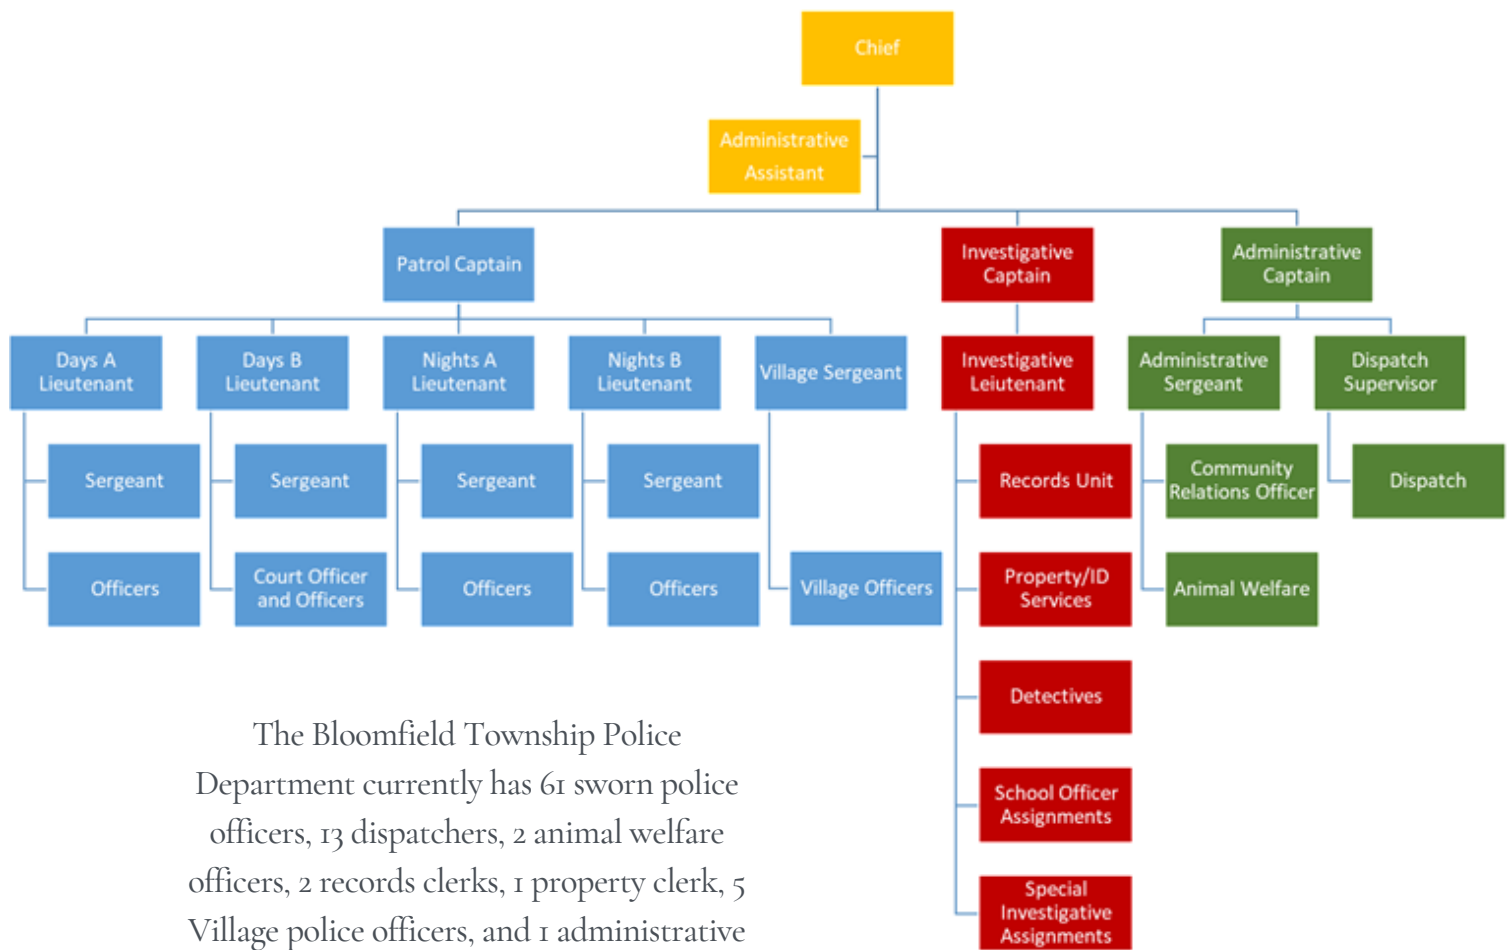 Chief
Administrative
Assistant
Patrol Captain
Investigative
Captain
Administrative
Captain
Days A
Lieutenant
Days B
Lieutenant
Nights A
Lieutenant
Nights B
Lieutenant
Village Sergeant
Investigative
Leiutenant
Administrative
Sergeant
Dispatch
Supervisor
Sergeant
Sergeant
Sergeant
Sergeant
Records Unit
Community
Relations Officer
Dispatch
Officers
Court Officer
and Officers
Officers
Officers
Village Officers
Property/ID
Services
Animal Welfare
Detectives
School Officer
Assignments
Special
Investigative
Assignments
The Bloomfield Township Police
Department currently has 61 sworn police
officers, 13 dispatchers, 2 animal welfare
officers, 2 records clerks, 1 property clerk, 5
Village police officers, and 1 administrative